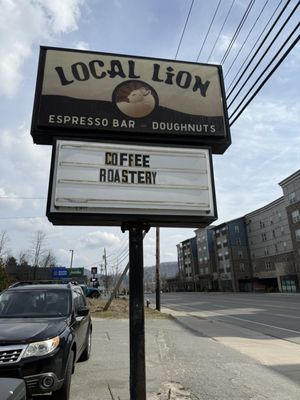 LOCAL LION
ESPRESSO BAR - DOUGHNUTS
COFFEE
ROASTERY